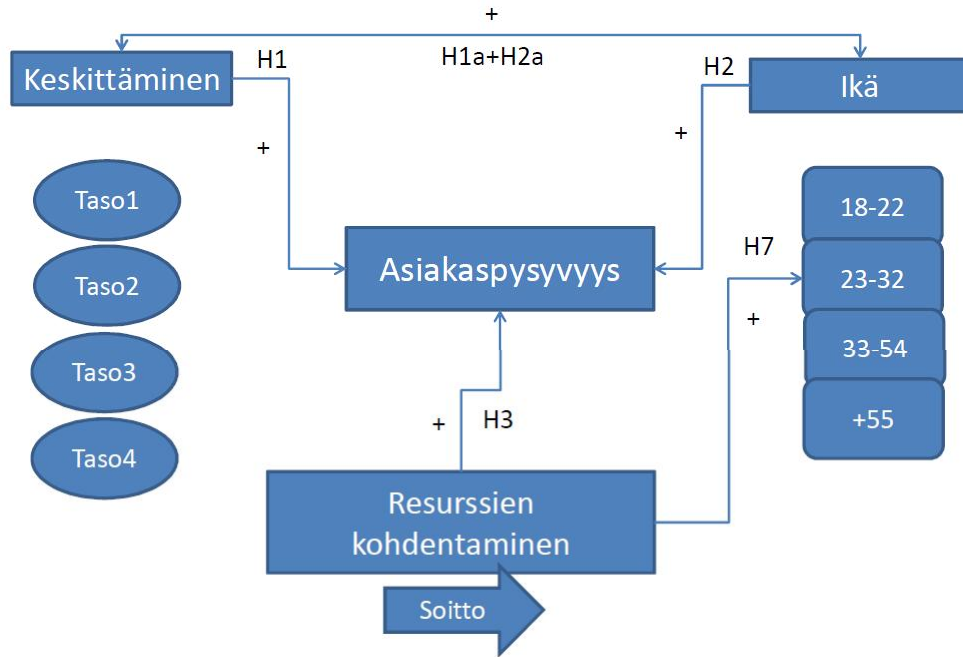 +
H1a+H2a
Keskittäminen
H1
+
H2
+
Ikä
Taso1
Taso2
Taso3
Taso4
Asiakaspysyvyys
18-22
23-32
33-54
+55
H7
+
+
H3
Resurssien
kohdentaminen
Soitto